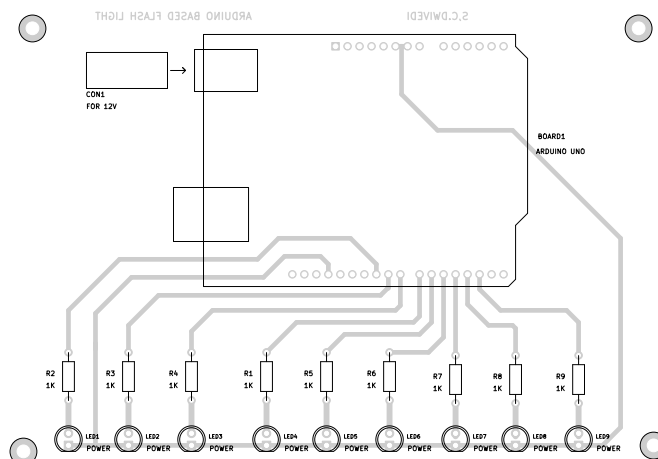 ARDUINO BASED FLASH LIGHT
S.C.DWIVEDI
CON1
FOR 12V
BOARD1
ARDUINO UNO
R2
1K
R3
1K
R4
1K
R1
1K
R5
1K
R6
1K
R7
1K
R8
1K
R9
1K
LED1
POWER
LED2
POWER
LED3
POWER
LED4
POWER
LED5
POWER
LED6
POWER
LED7
POWER
LED8
POWER
LED9
POWER